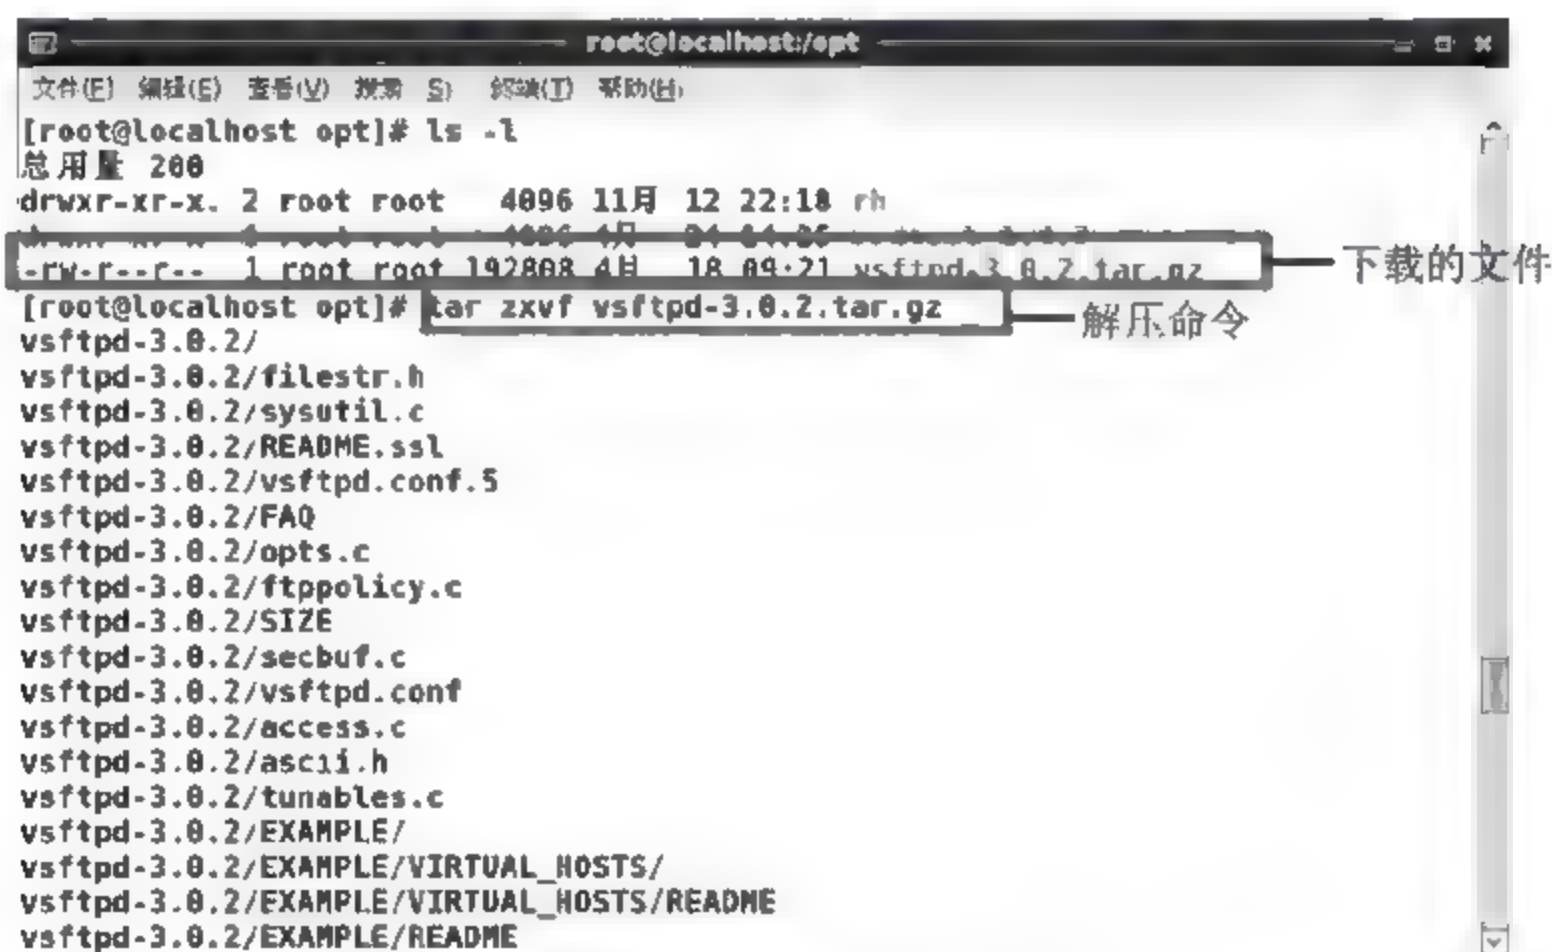 root@localhost:/opt
文件(F) 编辑(E) 查看(V) 搜索 S) 终端(T) 帮助(H)
[root@localhost opt]# ls -l
总用量 200
drwxr-xr-x. 2 root root 4096 11月 12 22:18 rh
-rw-r--r-- 1 root root 192808 4月 18 09:21 vsftpd-3.0.2.tar.gz
下载的文件
[root@localhost opt]# tar zxvf vsftpd-3.0.2.tar.gz
解压命令
vsftpd-3.0.2/
vsftpd-3.0.2/filestr.h
vsftpd-3.0.2/sysutil.c
vsftpd-3.0.2/README.ssl
vsftpd-3.0.2/vsftpd.conf.5
vsftpd-3.0.2/FAQ
vsftpd-3.0.2/opts.c
vsftpd-3.0.2/ftppolicy.c
vsftpd-3.0.2/SIZE
vsftpd-3.0.2/secbuf.c
vsftpd-3.0.2/vsftpd.conf
vsftpd-3.0.2/access.c
vsftpd-3.0.2/ascii.h
vsftpd-3.0.2/tunables.c
vsftpd-3.0.2/EXAMPLE/
vsftpd-3.0.2/EXAMPLE/VIRTUAL_HOSTS/
vsftpd-3.0.2/EXAMPLE/VIRTUAL_HOSTS/README
vsftpd-3.0.2/EXAMPLE/README